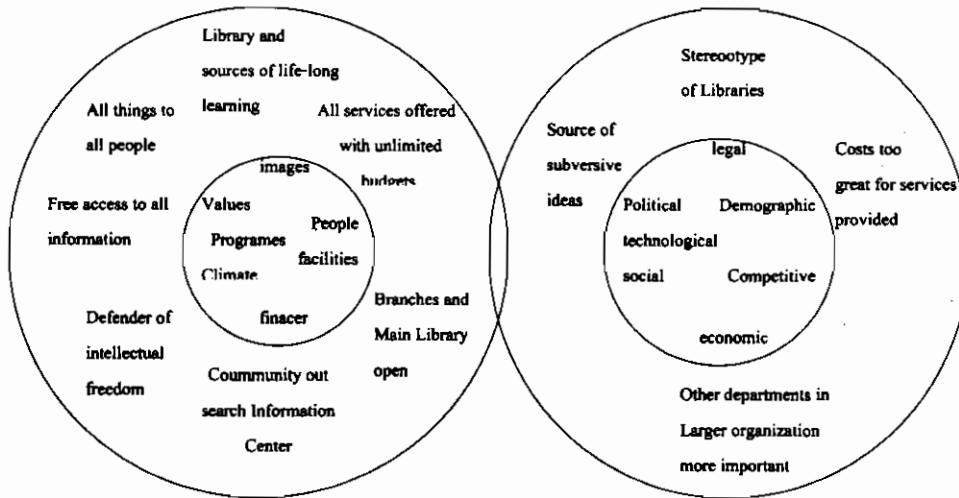 Library and
sources of life-long
learning
All things to
all people
All services offered
with unlimited
budgets
Free access to all
information
images
Values
People
Programes
facilities
Climate
finacer
Defender of
intellectual
freedom
Branches and
Main Library
open
Coummunity out
search Information
Center
Stereootype
of Libraries
Source of
subversive
ideas
Costs too
great for services
provided
legal
Political Demographic
technological
social Competitive
economic
Other departments in
Larger organization
more important